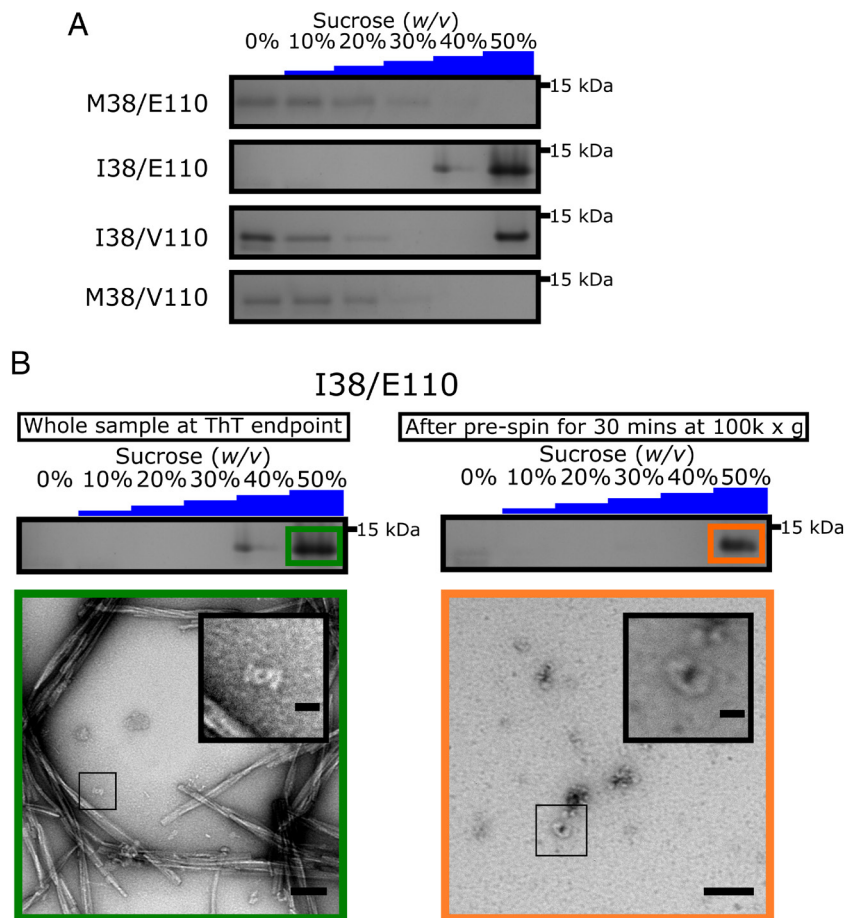 A
Sucrose (w/v)
0% 10% 20% 30% 40% 50%
M38/E110
15 kDa
I38/E110
15 kDa
I38/V110
15 kDa
M38/V110
15 kDa
B
I38/E110
Whole sample at ThT endpoint
After pre-spin for 30 mins at 100k x g
Sucrose (w/v)
0% 10% 20% 30% 40% 50%
15 kDa
Sucrose (w/v)
0% 10% 20% 30% 40% 50%
15 kDa